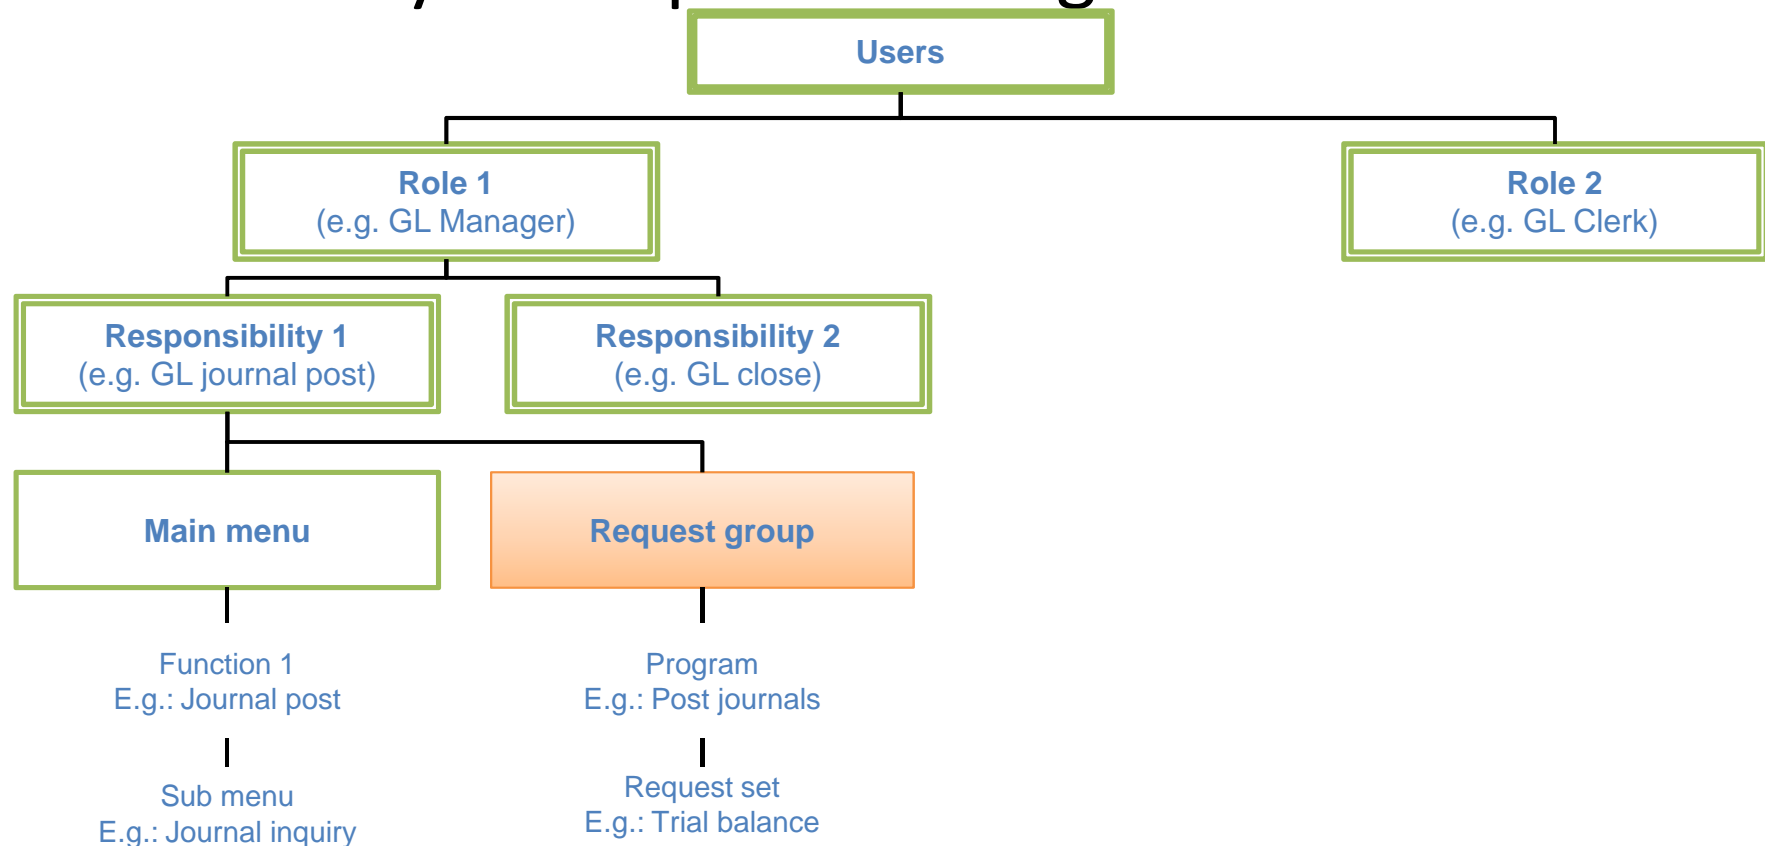 Users
Role 1
(e.g. GL Manager)
Role 2
(e.g. GL Clerk)
Responsibility 1
(e.g. GL journal post)
Responsibility 2
(e.g. GL close)
Main menu
Request group
Function 1
E.g.: Journal post
Program
E.g.: Post journals
Sub menu
E.g.: Journal inquiry
Request set
E.g.: Trial balance